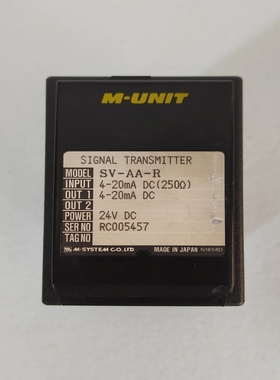 M-UNIT
SIGNAL TRANSMITTER
MODEL SV-AA-R
INPUT 4-20mA DC(250Ω)
OUT 1 4-20mA DC
OUT 2
POWER 24V DC
SER NO RC005457
TAG NO
M-SYSTEM CO.,LTD. MADE IN JAPAN